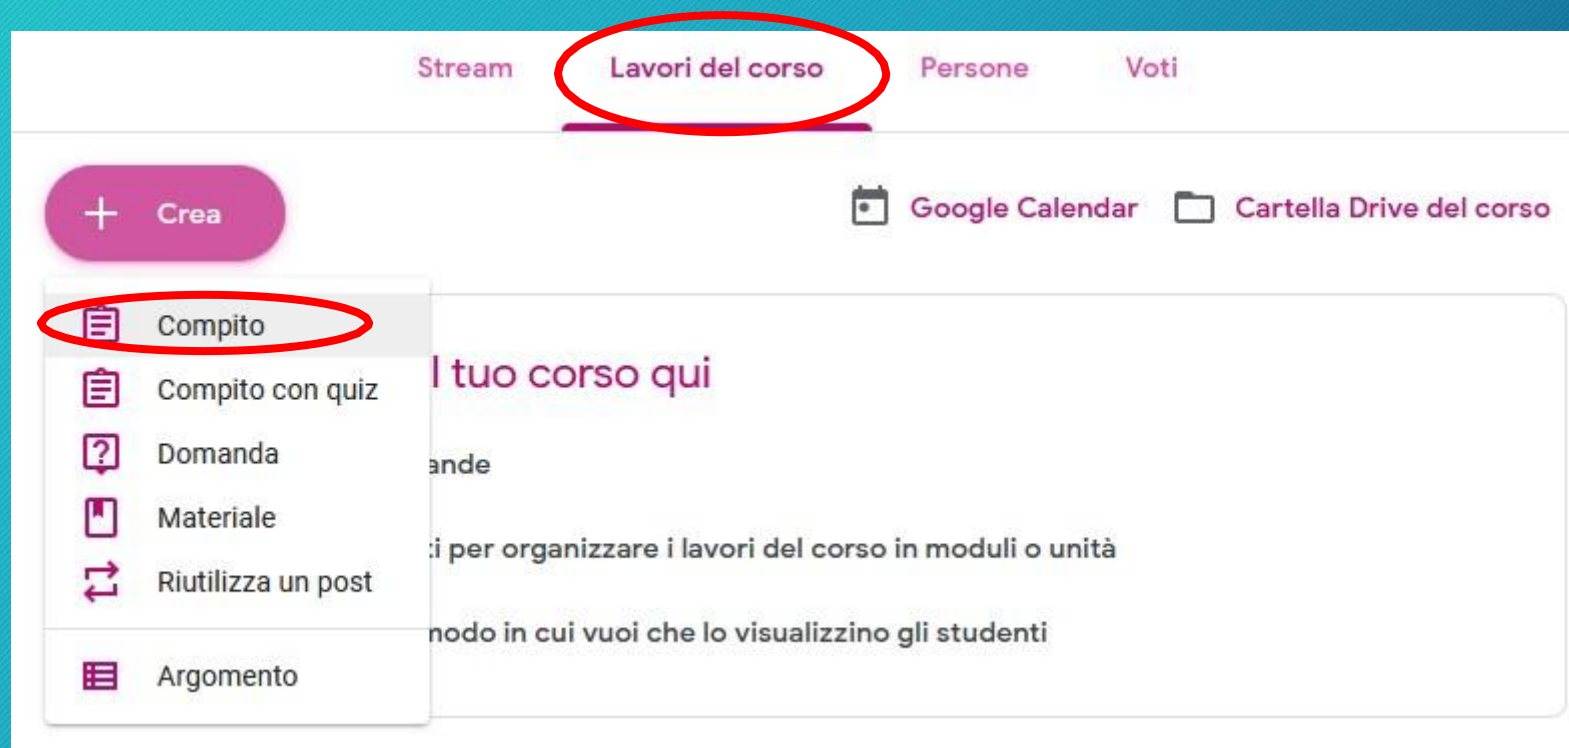 Stream Lavori del corso Persone Voti
Crea
Google Calendar Cartella Drive del corso
Compito
Compito con quiz
Domanda
Materiale
Riutilizza un post
Argomento
l tuo corso qui
ande
ti per organizzare i lavori del corso in moduli o unità
modo in cui vuoi che lo visualizzino gli studenti